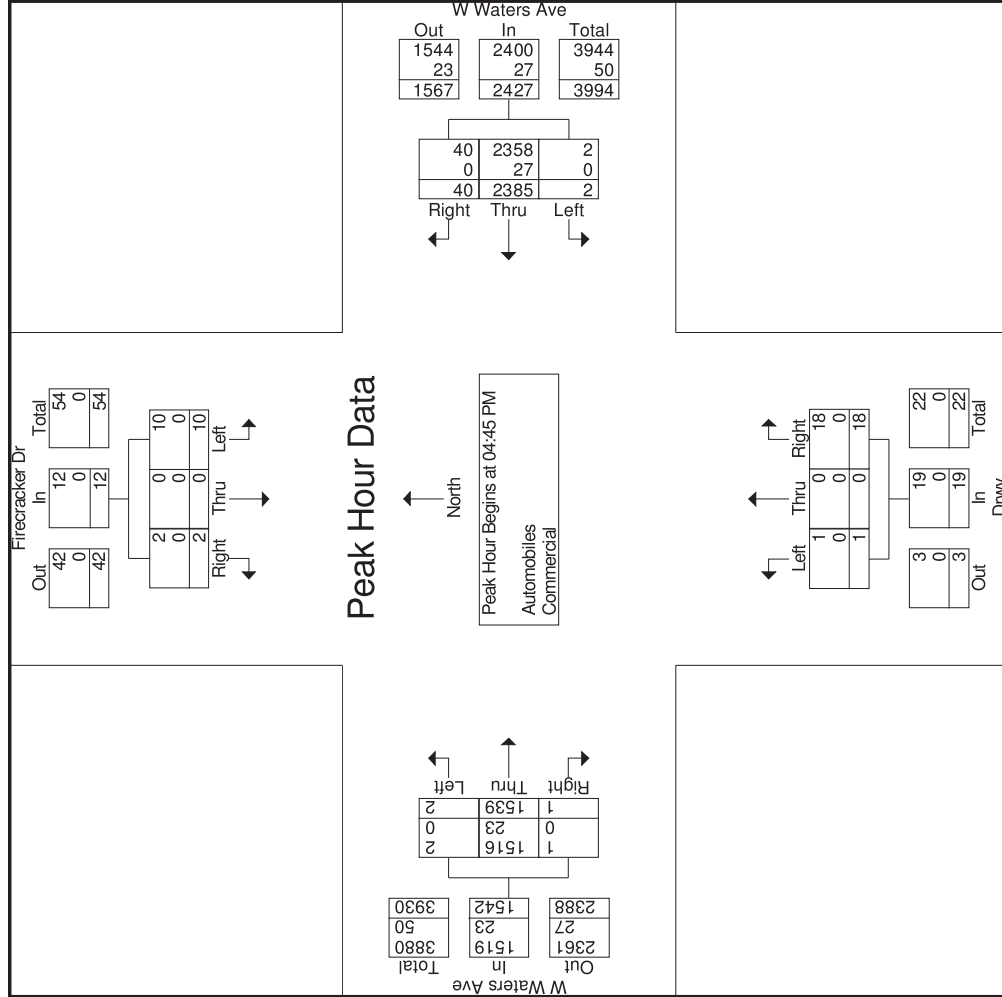 W Waters Ave
Out In Total
1544 2400 3944
23 27 50
1567 2427 3994
40 2358 2
0 27 0
40 2385 2
Right Thru Left
Firecracker Dr
Out In Total
42 12 54
0 0 0
42 12 54
2 0 10
0 0 0
2 0 10
Right Thru Left
Peak Hour Data
North
Peak Hour Begins at 04:45 PM
Automobiles
Commercial
Left Thru Right
1 0 18
0 0 0
1 0 18
3 19 22
0 0 0
3 19 22
Out In Total
Drwy
Right Thru Left
1 1539 2
0 23 0
1 1516 2
2388 1542 3930
27 23 50
2361 1519 3880
Out In Total
W Waters Ave